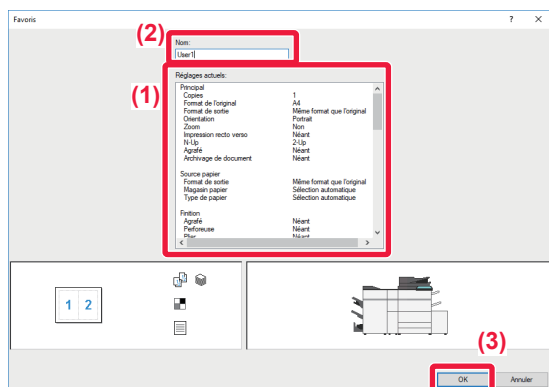 Favoris ? ×
(2)
Nom:
User1
(1)
Réglages actuels:
Principal
Copies 1
Format de l'original A4
Format de sortie Même format que l'original
Orientation Portrait
Zoom Non
Impression recto verso Néant
N-Up 2-Up
Agrafé Néant
Archivage de document Néant
Source papier
Format de sortie Même format que l'original
Magasin papier Sélection automatique
Type de papier Sélection automatique
Finition
Agrafé Néant
Perforeuse Néant
Plier Néant
1 2
(3)
OK Annuler